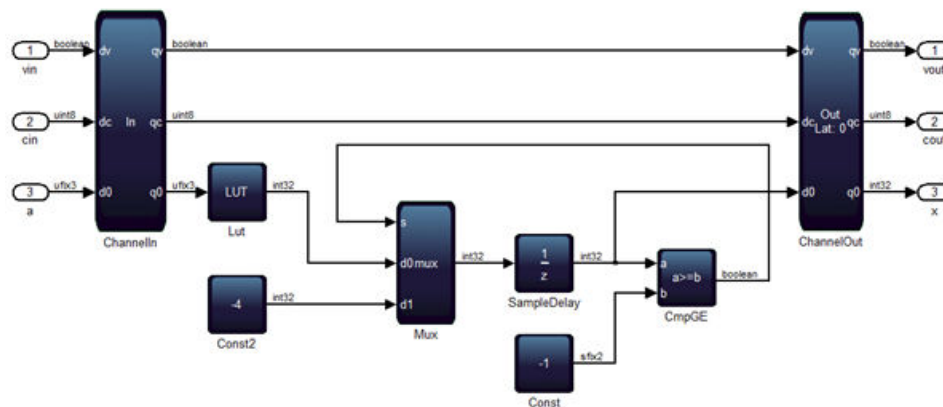 1
boolean
dv
qv
boolean
dv
qv
boolean
1
vin
vout
2
uint8
dc
In
qc
uint8
dc
Out
Lat: 0
qc
uint8
2
cin
cout
3
ufix3
d0
q0
ufix3
LUT
int32
s
d0
q0
int32
3
a
ChannelIn
Lut
ChannelOut
x
d0
mux
int32
1
z
int32
a
a>=b
boolean
b
-4
int32
d1
SampleDelay
CmpGE
Const2
Mux
-1
sfix2
Const